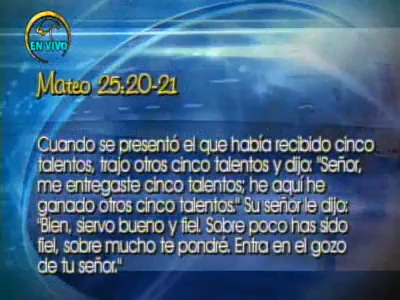 EN VIVO
Mateo 25:20-21
Cuando se presentó el que había recibido cinco
talentos, trajo otros cinco talentos y dijo: "Señor,
me entregaste cinco talentos; he aquí he
ganado otros cinco talentos." Su señor le dijo:
"Bien, siervo bueno y fiel. Sobre poco has sido
fiel, sobre mucho te pondré. Entra en el gozo
de tu señor."